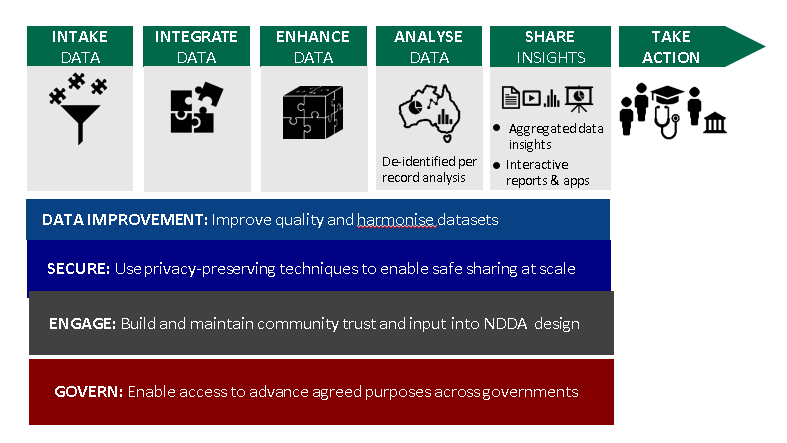 INTAKE
DATA
INTEGRATE
DATA
ENHANCE
DATA
ANALYSE
DATA
SHARE
INSIGHTS
TAKE
ACTION
De-identified per
record analysis
● Aggregated data
insights
● Interactive
reports & apps
DATA IMPROVEMENT: Improve quality and harmonise datasets
SECURE: Use privacy-preserving techniques to enable safe sharing at scale
ENGAGE: Build and maintain community trust and input into NDDA design
GOVERN: Enable access to advance agreed purposes across governments